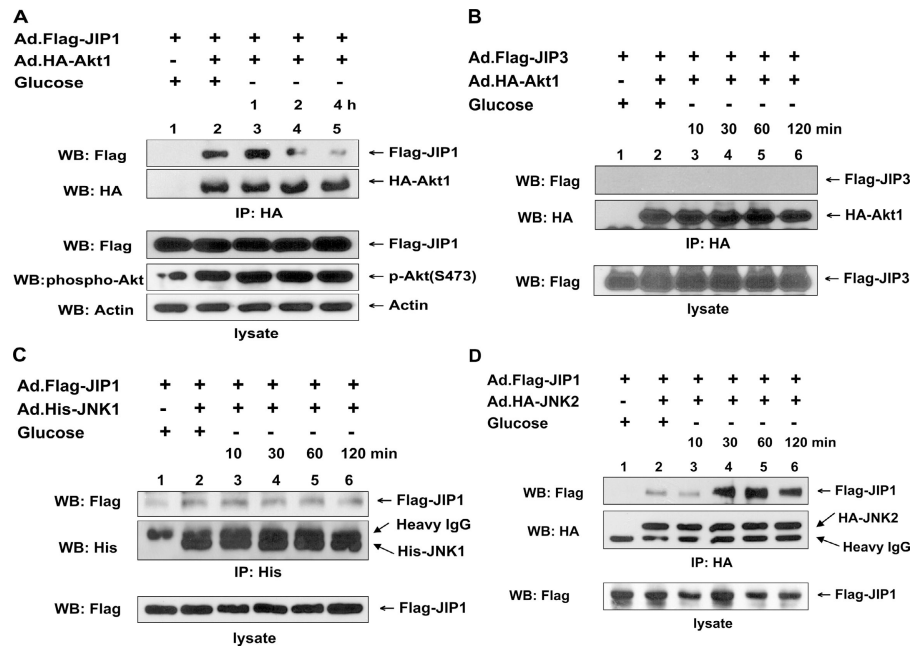 A
Ad.Flag-JIP1 + + + + +
Ad.HA-Akt1 - + + + +
Glucose + + - - -
1 2 4 h
1 2 3 4 5
WB: Flag ← Flag-JIP1
WB: HA ← HA-Akt1
IP: HA
WB: Flag ← Flag-JIP1
WB:phospho-Akt ← p-Akt(S473)
WB: Actin ← Actin
lysate
B
Ad.Flag-JIP3 + + + + + +
Ad.HA-Akt1 - + + + + +
Glucose + + - - - -
10 30 60 120 min
1 2 3 4 5 6
WB: Flag ← Flag-JIP3
WB: HA ← HA-Akt1
IP: HA
WB: Flag ← Flag-JIP3
lysate
C
Ad.Flag-JIP1 + + + + + +
Ad.His-JNK1 - + + + + +
Glucose + + - - - -
10 30 60 120 min
1 2 3 4 5 6
WB: Flag ← Flag-JIP1
Heavy IgG
WB: His
His-JNK1
IP: His
WB: Flag ← Flag-JIP1
lysate
D
Ad.Flag-JIP1 + + + + + +
Ad.HA-JNK2 - + + + + +
Glucose + + - - - -
10 30 60 120 min
1 2 3 4 5 6
WB: Flag ← Flag-JIP1
HA-JNK2
WB: HA
Heavy IgG
IP: HA
WB: Flag ← Flag-JIP1
lysate